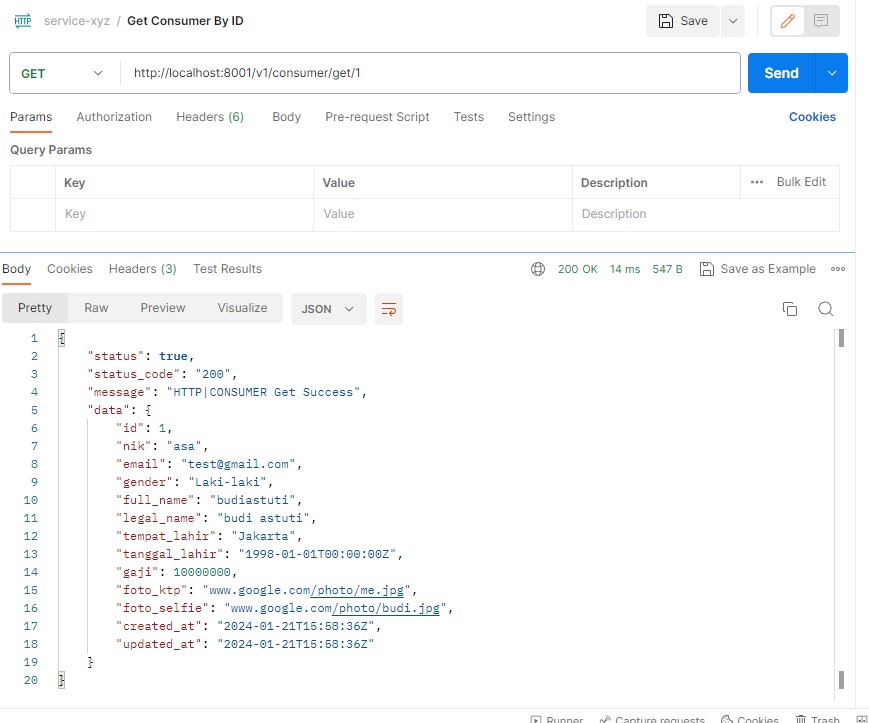 HTTP service-xyz / Get Consumer By ID Save
GET http://localhost:8001/v1/consumer/get/1 Send
Params Authorization Headers (6) Body Pre-request Script Tests Settings Cookies
Query Params
Key Value Description ••• Bulk Edit
Key Value Description
Body Cookies Headers (3) Test Results 200 OK 14 ms 547 B Save as Example
Pretty Raw Preview Visualize JSON
1 {
2 "status": true,
3 "status_code": "200",
4 "message": "HTTP|CONSUMER Get Success",
5 "data": {
6 "id": 1,
7 "nik": "asa",
8 "email": "test@gmail.com",
9 "gender": "Laki-laki",
10 "full_name": "budiastuti",
11 "legal_name": "budi astuti",
12 "tempat_lahir": "Jakarta",
13 "tanggal_lahir": "1998-01-01T00:00:00Z",
14 "gaji": 10000000,
15 "foto_ktp": "www.google.com/photo/me.jpg",
16 "foto_selfie": "www.google.com/photo/budi.jpg",
17 "created_at": "2024-01-21T15:58:36Z",
18 "updated_at": "2024-01-21T15:58:36Z"
19 }
20 }
Runner Capture requests Cookies Trash